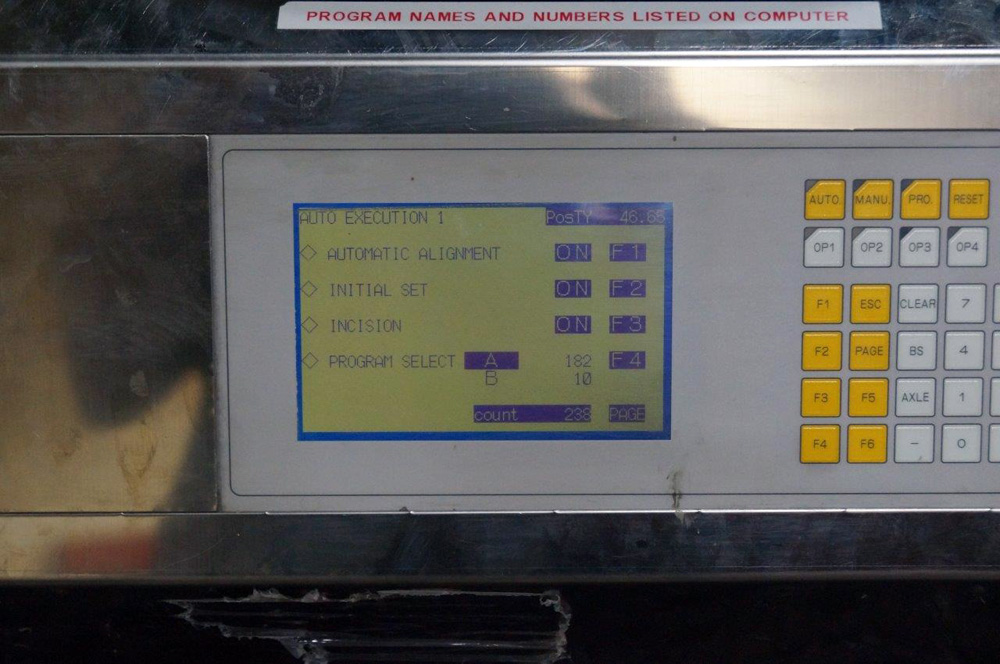 PROGRAM NAMES AND NUMBERS LISTED ON COMPUTER
AUTO EXECUTION 1 PosTY 46.65
AUTOMATIC ALIGNMENT ON F1
INITIAL SET ON F2
INCISION ON F3
PROGRAM SELECT A 182 F4
B 10
count 238 PAGE
AUTO. MANU. PRO. RESET
OP1 OP2 OP3 OP4
F1 ESC CLEAR 7
F2 PAGE BS 4
F3 F5 AXLE 1
F4 F6 - 0